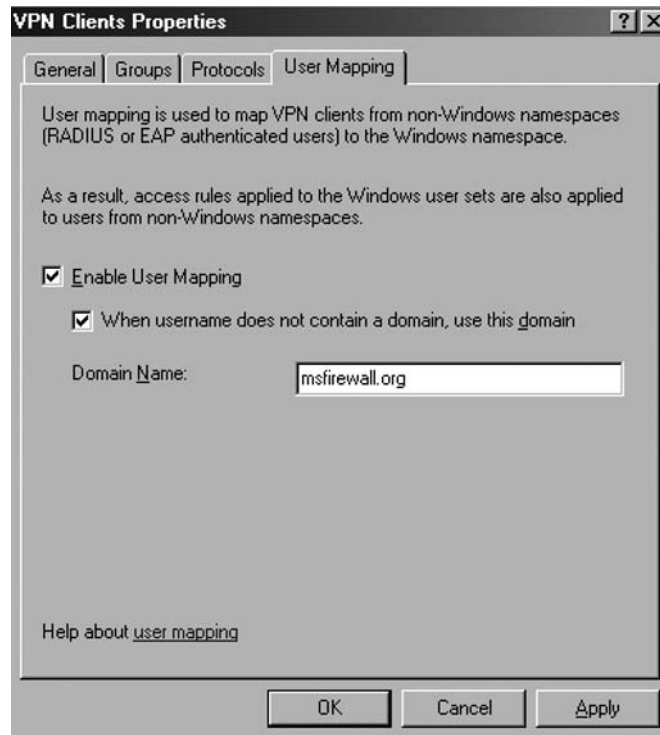 VPN Clients Properties
? X
General Groups Protocols User Mapping
User mapping is used to map VPN clients from non-Windows namespaces
(RADIUS or EAP authenticated users) to the Windows namespace.
As a result, access rules applied to the Windows user sets are also applied
to users from non-Windows namespaces.
Enable User Mapping
When username does not contain a domain, use this domain
Domain Name: msfirewall.org
Help about user mapping
OK Cancel Apply